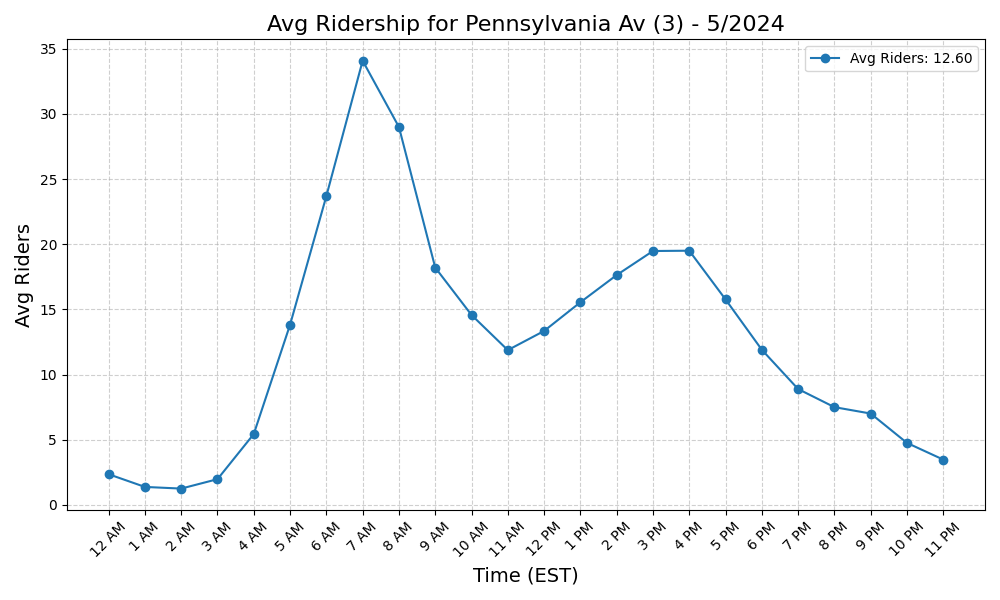 Avg Ridership for Pennsylvania Av (3) - 5/2024
Avg Riders: 12.60
Avg Riders
35
30
25
20
15
10
5
0
12 AM
1 AM
2 AM
3 AM
4 AM
5 AM
6 AM
7 AM
8 AM
9 AM
10 AM
11 AM
12 PM
1 PM
2 PM
3 PM
4 PM
5 PM
6 PM
7 PM
8 PM
9 PM
10 PM
11 PM
Time (EST)